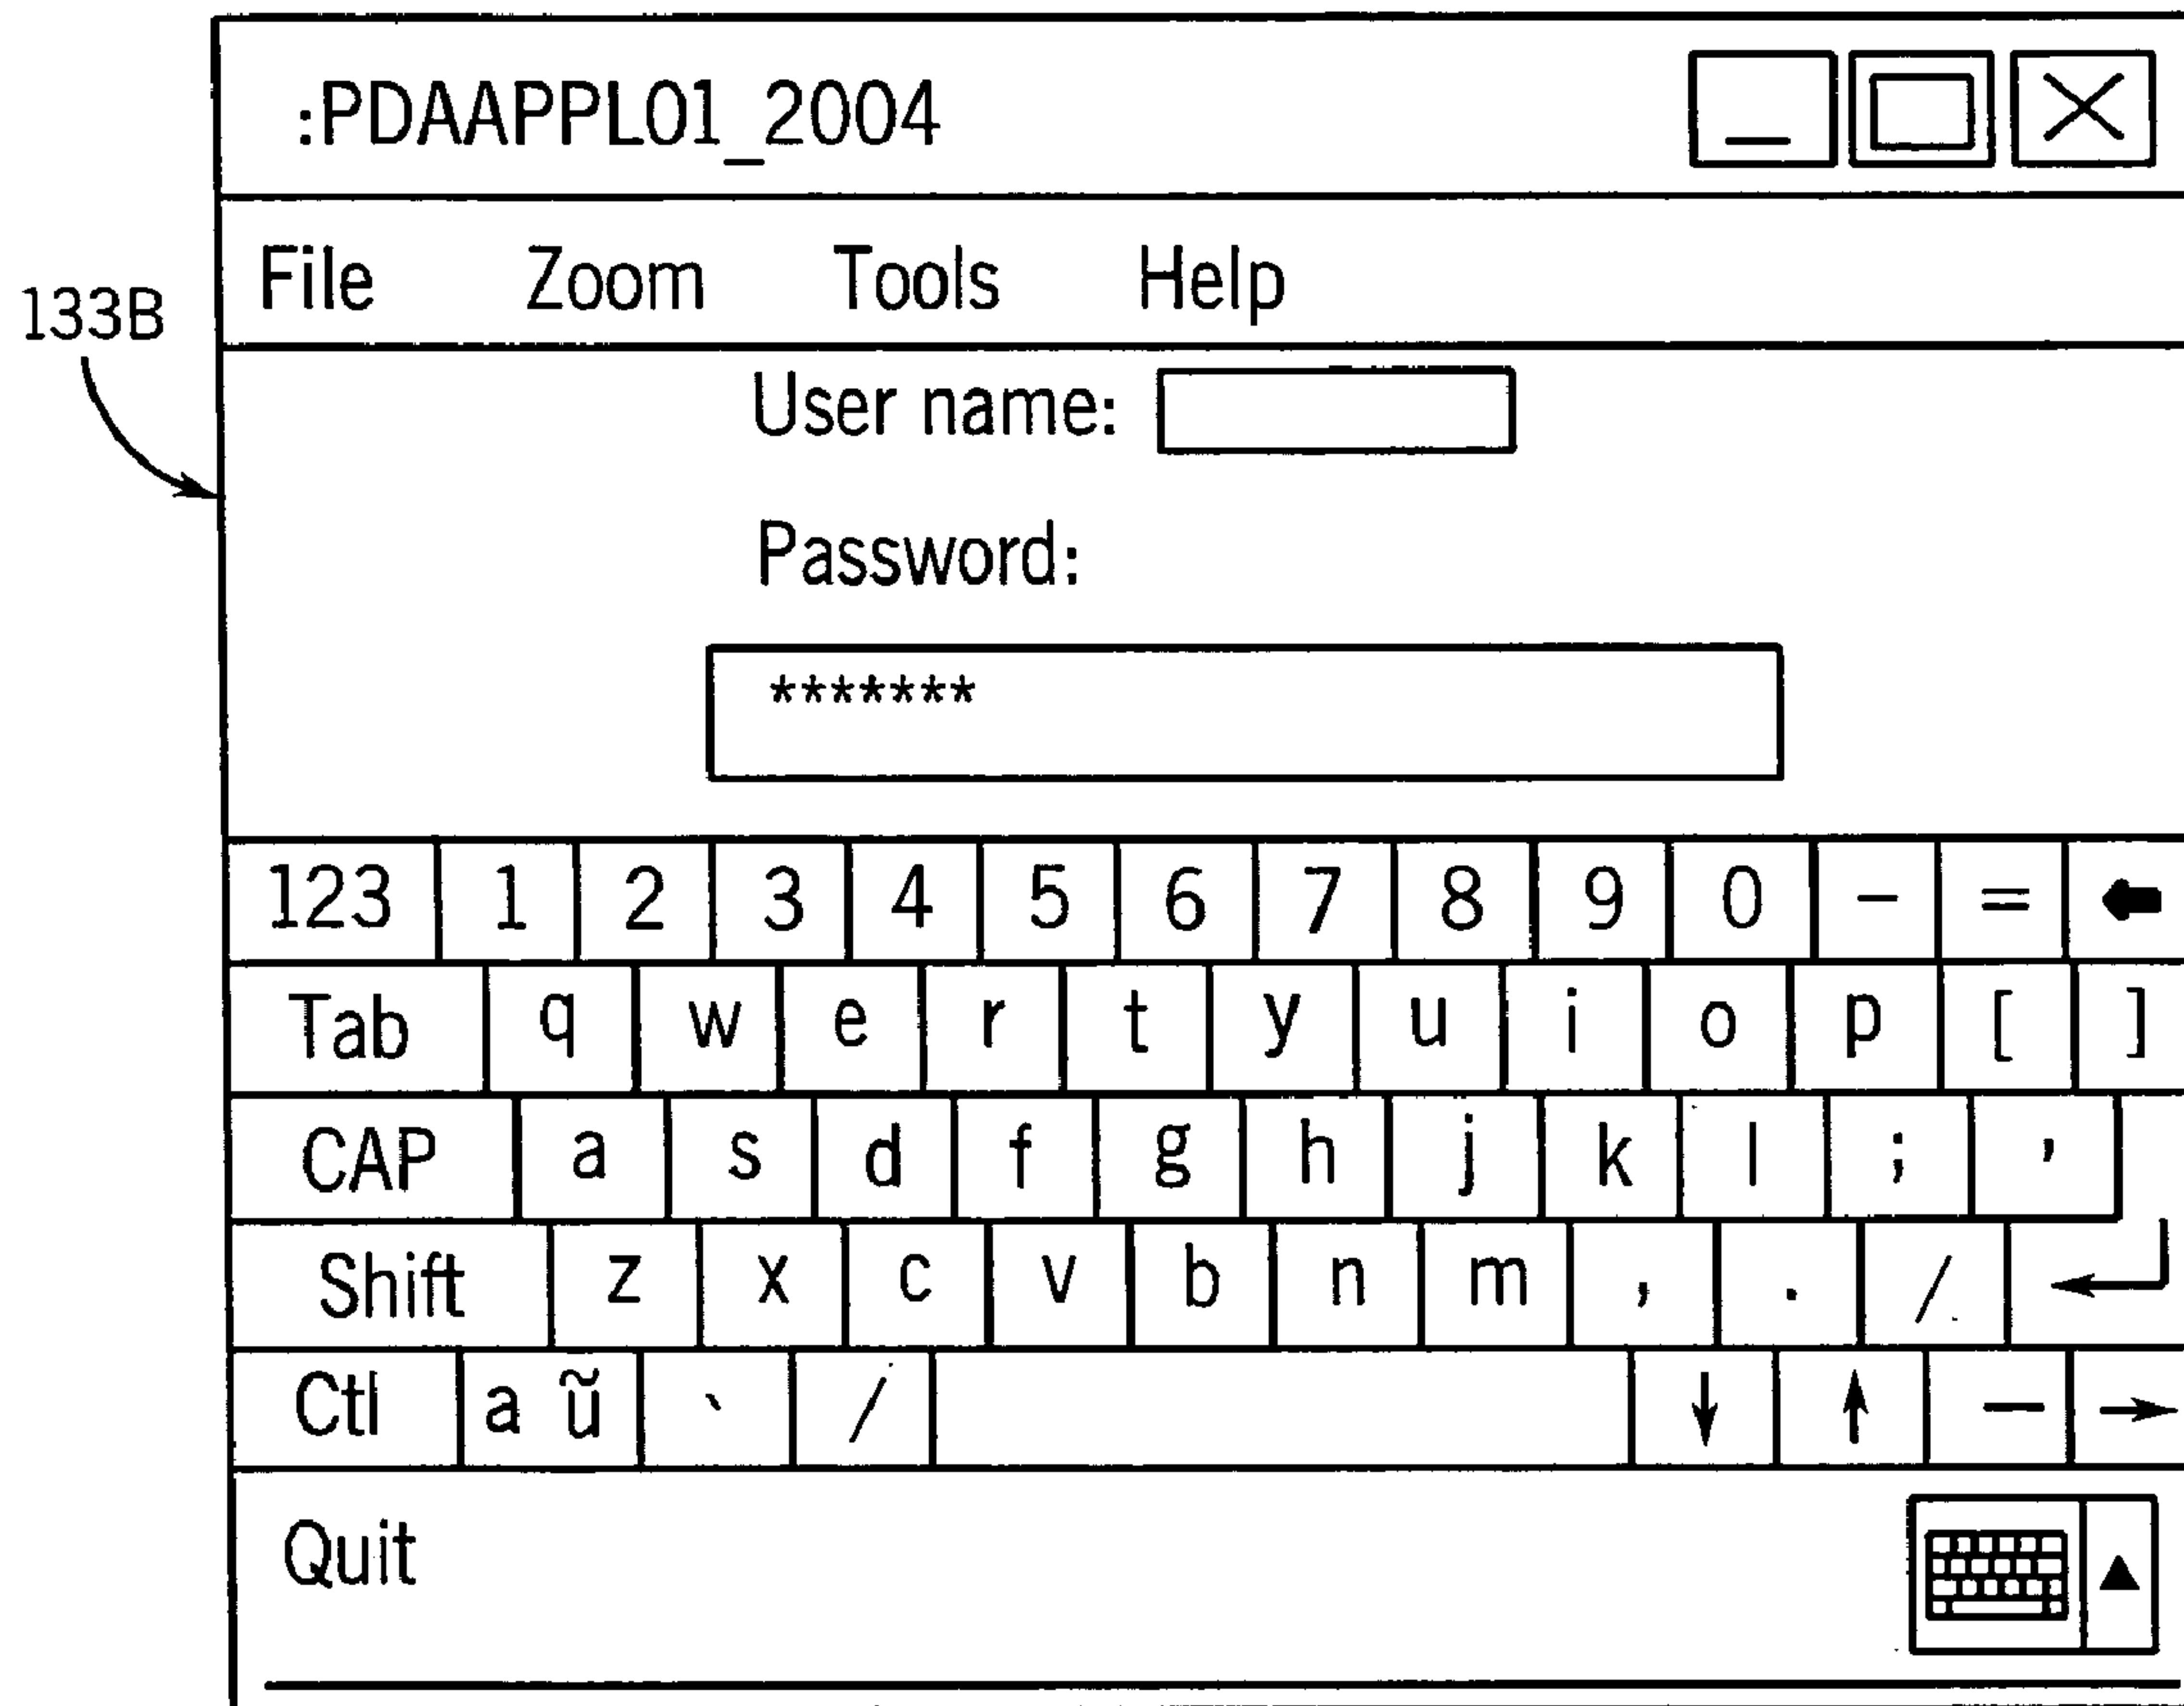 :PDAAPPL01_2004
File Zoom Tools Help
133B
User name:
Password:
*******
123 1 2 3 4 5 6 7 8 9 0 - =
Tab q w e r t y u i o p [ ]
CAP a s d f g h j k l ; '
Shift z x c v b n m , . /
Ctl a ũ ` /
Quit